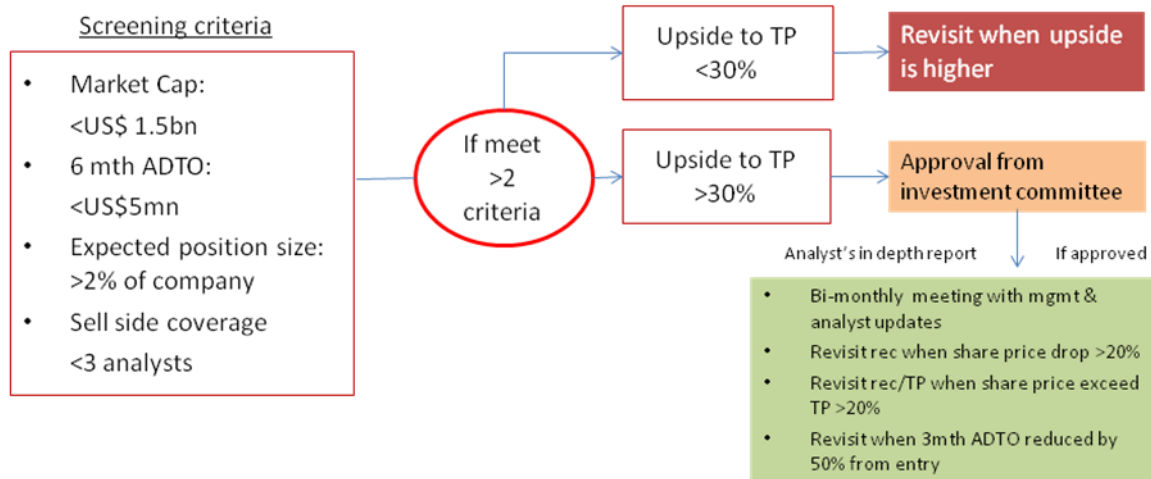 Screening criteria
• Market Cap:
<US$ 1.5bn
• 6 mth ADTO:
<US$5mn
• Expected position size:
>2% of company
• Sell side coverage
<3 analysts
If meet
>2
criteria
Upside to TP
<30%
Revisit when upside
is higher
Upside to TP
>30%
Approval from
investment committee
Analyst's in depth report
If approved
• Bi-monthly meeting with mgmt &
analyst updates
• Revisit rec when share price drop >20%
• Revisit rec/TP when share price exceed
TP >20%
• Revisit when 3mth ADTO reduced by
50% from entry